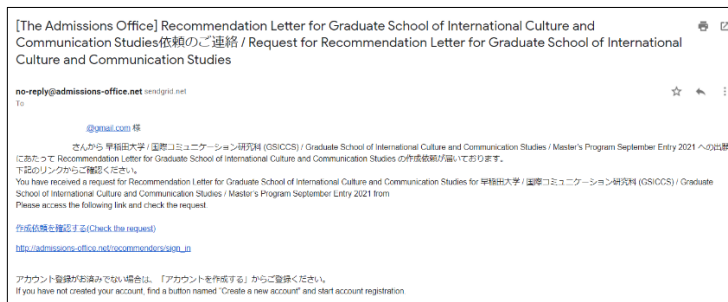 [The Admissions Office] Recommendation Letter for Graduate School of International Culture and
Communication Studies依頼のご連絡 / Request for Recommendation Letter for Graduate School of International
Culture and Communication Studies
no-reply@admissions-office.net sendgrid.net
To
@gmail.com 様
さんから 早稲田大学 / 国際コミュニケーション研究科 (GSICCS) / Graduate School of International Culture and Communication Studies / Master's Program September Entry 2021 への出願
にあたって Recommendation Letter for Graduate School of International Culture and Communication Studies の作成依頼が届いております。
下記のリンクからご確認ください。
You have received a request for Recommendation Letter for Graduate School of International Culture and Communication Studies for 早稲田大学 / 国際コミュニケーション研究科 (GSICCS) / Graduate
School of International Culture and Communication Studies / Master's Program September Entry 2021 from
Please access the following link and check the request.
作成依頼を確認する(Check the request)
http://admissions-office.net/recommenders/sign_in
アカウント登録がお済みでない場合は、「アカウントを作成する」からご登録ください。
If you have not created your account, find a button named "Create a new account" and start account registration